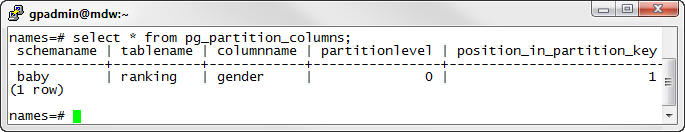 gpadmin@mdw:~
names=# select * from pg_partition_columns;
 schemaname | tablename | columnname | partitionlevel | position_in_partition_key
------------+-----------+------------+----------------+---------------------------
 baby       | ranking   | gender     |              0 |                         1
(1 row)
names=#